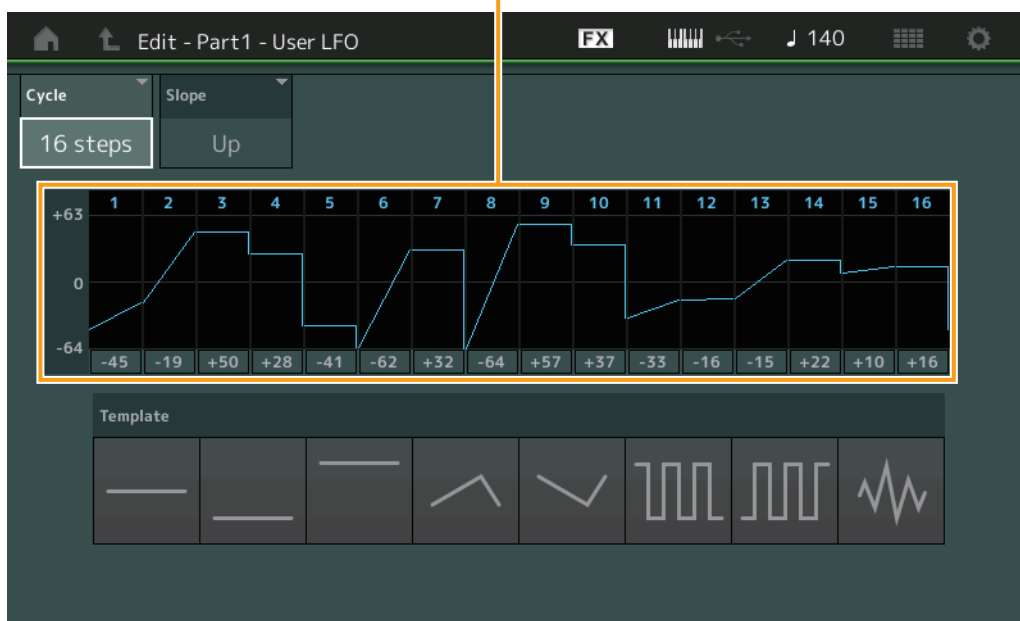 Edit - Part1 - User LFO FX 140
Cycle Slope
16 steps Up
1 2 3 4 5 6 7 8 9 10 11 12 13 14 15 16
+63
0
-64
-45 -19 +50 +28 -41 -62 +32 -64 +57 +37 -33 -16 -15 +22 +10 +16
Template